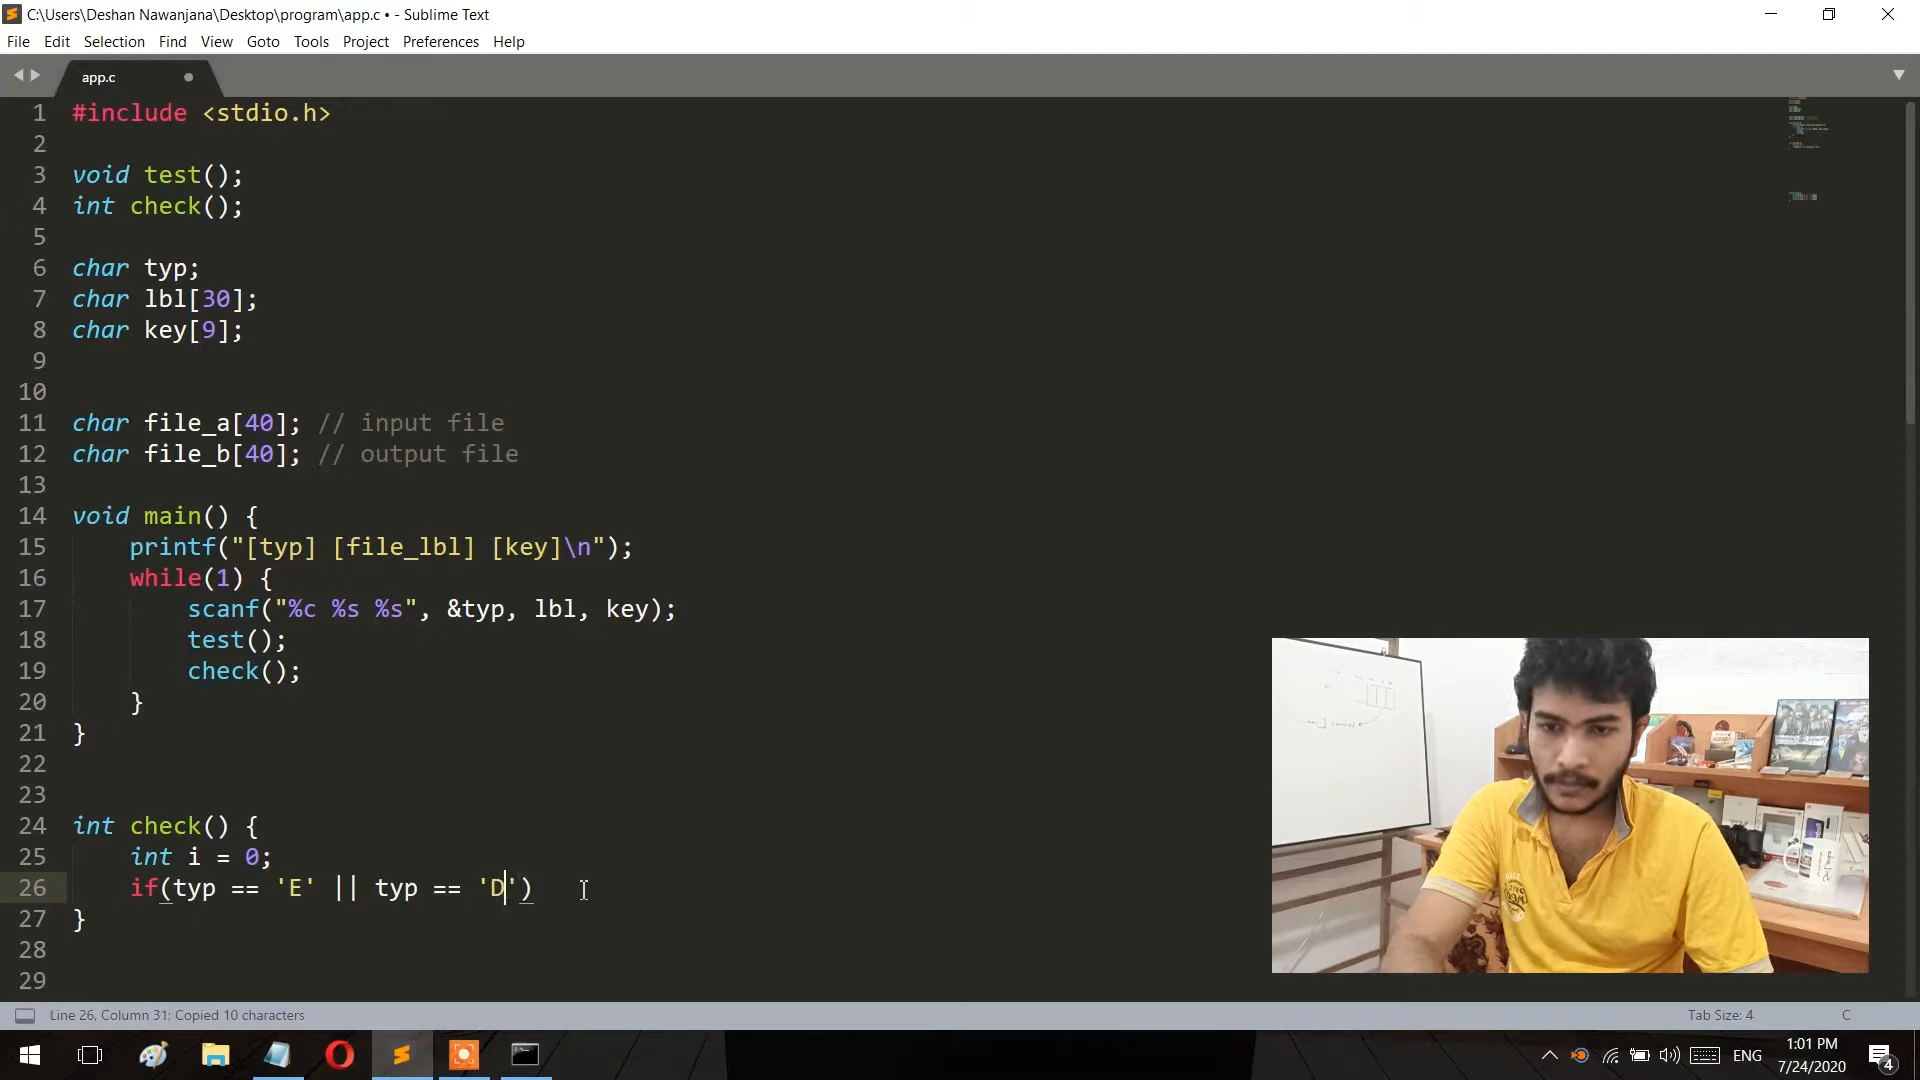 C:\Users\Deshan Nawanjana\Desktop\program\app.c • - Sublime Text
File Edit Selection Find View Goto Tools Project Preferences Help
app.c
1 #include <stdio.h>
2
3 void test();
4 int check();
5
6 char typ;
7 char lbl[30];
8 char key[9];
9
10
11 char file_a[40]; // input file
12 char file_b[40]; // output file
13
14 void main() {
15 printf("[typ] [file_lbl] [key]\n");
16 while(1) {
17 scanf("%c %s %s", &typ, lbl, key);
18 test();
19 check();
20 }
21 }
22
23
24 int check() {
25 int i = 0;
26 if(typ == 'E' || typ == 'D')
27 }
28
29
Line 26, Column 31; Copied 10 characters
Tab Size: 4
C
ENG
1:01 PM
7/24/2020
4